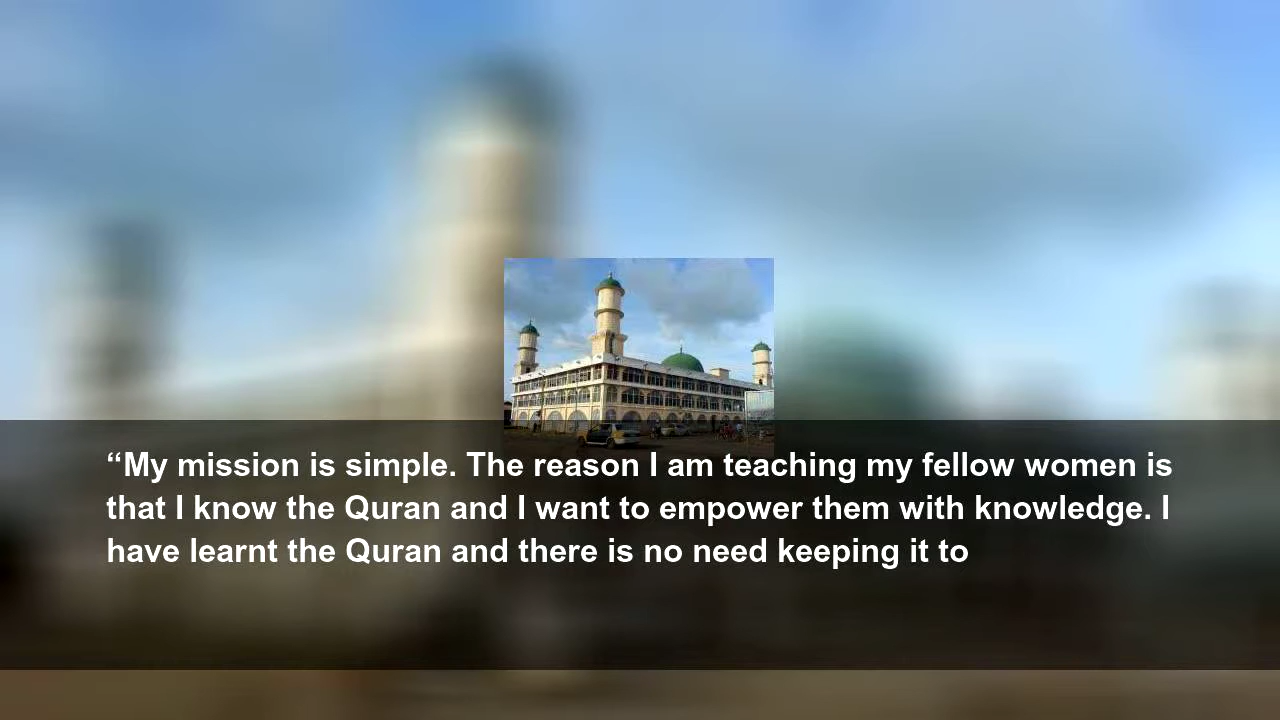 “My mission is simple. The reason I am teaching my fellow women is
that I know the Quran and I want to empower them with knowledge. I
have learnt the Quran and there is no need keeping it to